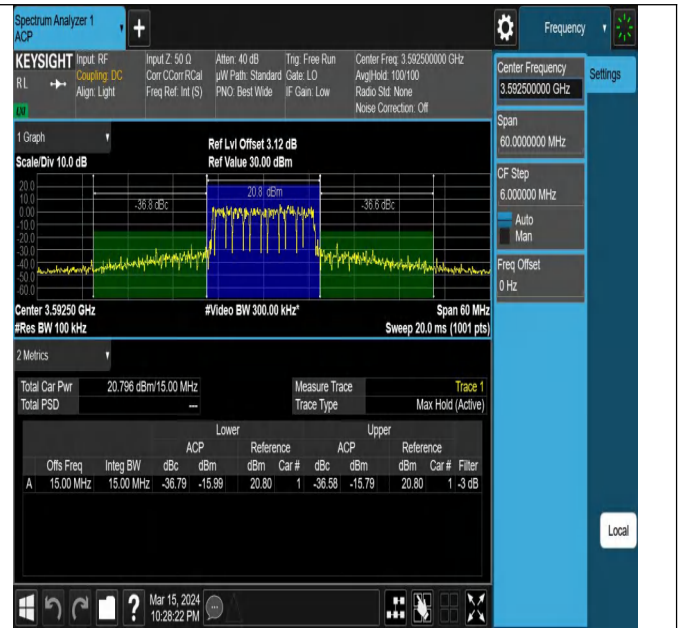 Spectrum Analyzer 1
ACP
+
Frequency
KEYSIGHT
RL
Input: RF
Coupling: DC
Align: Light
Input Z: 50 Ω
Corr CCorr RCal
Freq Ref: Int (S)
Atten: 40 dB
µW Path: Standard
PNO: Best Wide
Trig: Free Run
Gate: LO
IF Gain: Low
Center Freq: 3.592500000 GHz
Avg|Hold: 100/100
Radio Std: None
Noise Correction: Off
LXI
Center Frequency
3.592500000 GHz
Settings
Span
60.0000000 MHz
CF Step
6.000000 MHz
Auto
Man
Freq Offset
0 Hz
Local
1 Graph
Scale/Div 10.0 dB
Ref Lvl Offset 3.12 dB
Ref Value 30.00 dBm
20.0
10.0
0.00
-10.0
-20.0
-30.0
-40.0
-50.0
-60.0
-36.8 dBc
20.8 dBm
-36.6 dBc
Center 3.59250 GHz
#Video BW 300.00 kHz*
Span 60 MHz
#Res BW 100 kHz
Sweep 20.0 ms (1001 pts)
2 Metrics
Total Car Pwr 20.796 dBm/15.00 MHz
Total PSD ---
Measure Trace Trace 1
Trace Type Max Hold (Active)
Lower Upper
ACP Reference ACP Reference
Offs Freq Integ BW dBc dBm dBm Car # dBc dBm dBm Car # Filter
A 15.00 MHz 15.00 MHz -36.79 -15.99 20.80 1 -36.58 -15.79 20.80 1 -3 dB
?
Mar 15, 2024
10:28:22 PM